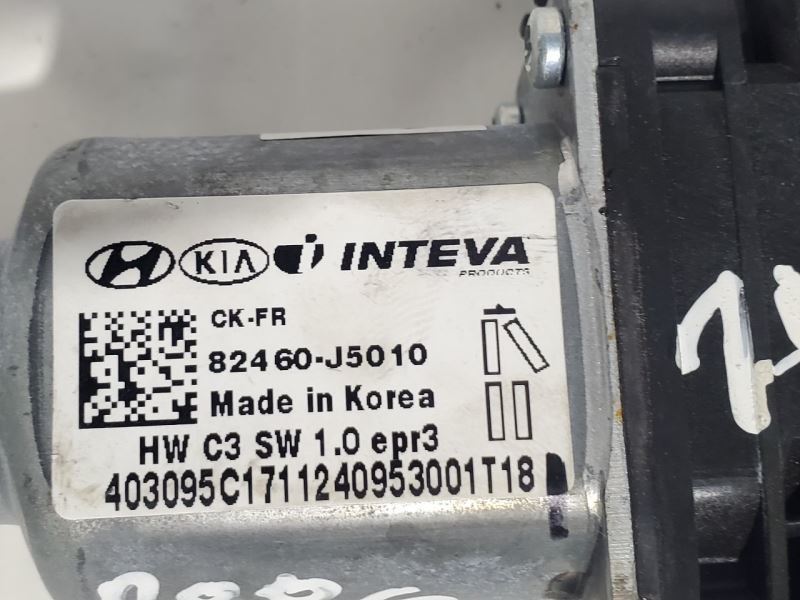 KIA INTEVA
PRODUCTS
CK-FR
82460-J5010
Made in Korea
HW C3 SW 1.0 epr3
403095C1711240953001T18